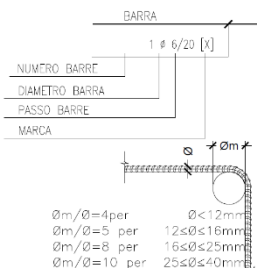 BARRA
1 ø 6/20 [X]
NUMERO BARRE
DIAMETRO BARRA
PASSO BARRE
MARCA
Ø
Øm
Øm/Ø=4per Ø<12mm
Øm/Ø=5 per 12≤Ø≤16mm
Øm/Ø=8 per 16≤Ø≤25mm
Øm/Ø=10 per 25≤Ø≤40mm